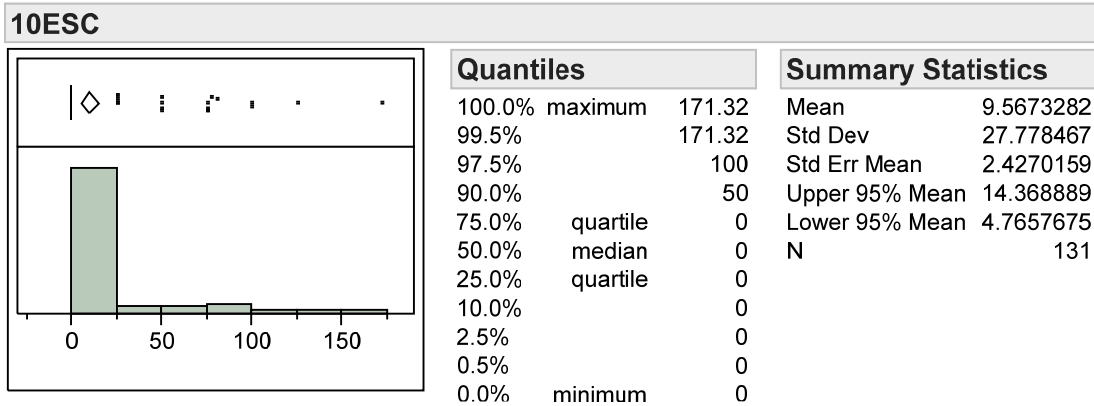 10ESC
0 50 100 150
Quantiles
100.0% maximum 171.32
99.5% 171.32
97.5% 100
90.0% 50
75.0% quartile 0
50.0% median 0
25.0% quartile 0
10.0% 0
2.5% 0
0.5% 0
0.0% minimum 0
Summary Statistics
Mean 9.5673282
Std Dev 27.778467
Std Err Mean 2.4270159
Upper 95% Mean 14.368889
Lower 95% Mean 4.7657675
N 131